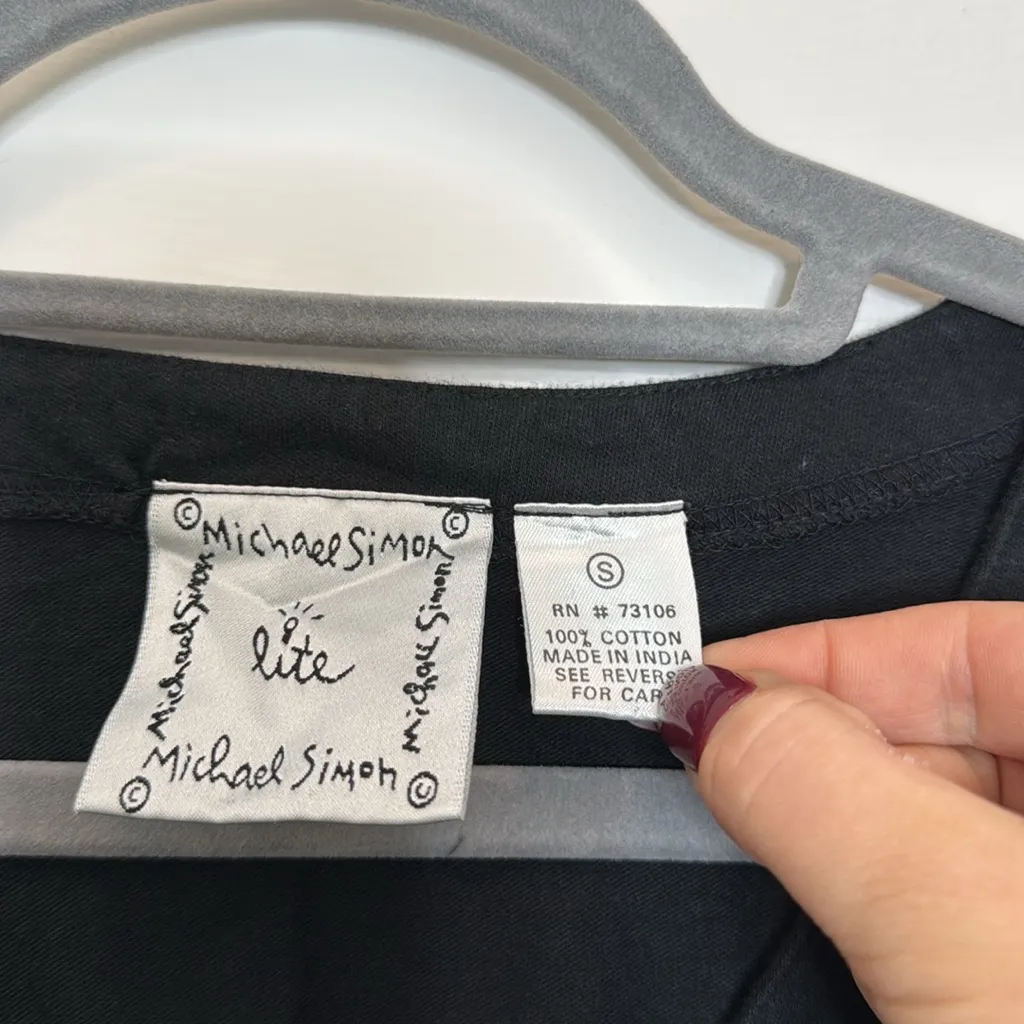 © Michael Simon ©
Michael Simon
lite
Michael Simon
Michael Simon
© ©
S
RN # 73106
100% COTTON
MADE IN INDIA
SEE REVERS
FOR CAR